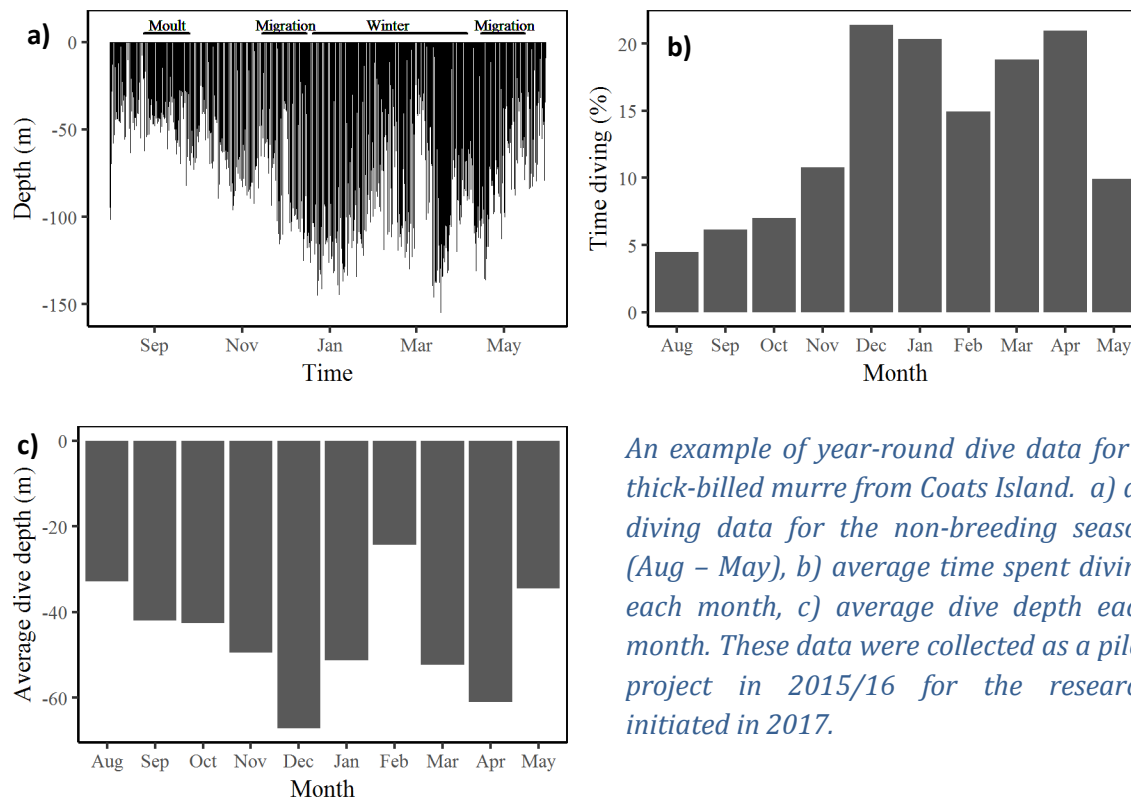 a)
Moult
Migration
Winter
Migration
0
-50
-100
-150
Depth (m)
Sep Nov Jan Mar May
Time
b)
20
15
10
5
0
Time diving (%)
Aug Sep Oct Nov Dec Jan Feb Mar Apr May
Month
c)
0
-20
-40
-60
Average dive depth (m)
Aug Sep Oct Nov Dec Jan Feb Mar Apr May
Month
An example of year-round dive data for
thick-billed murre from Coats Island. a) a
diving data for the non-breeding seaso
(Aug – May), b) average time spent divin
each month, c) average dive depth eac
month. These data were collected as a pilo
project in 2015/16 for the researc
initiated in 2017.